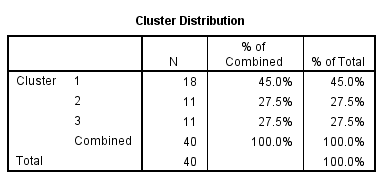 Cluster Distribution
N % of Combined % of Total
Cluster 1 18 45.0% 45.0%
2 11 27.5% 27.5%
3 11 27.5% 27.5%
Combined 40 100.0% 100.0%
Total 40 100.0%